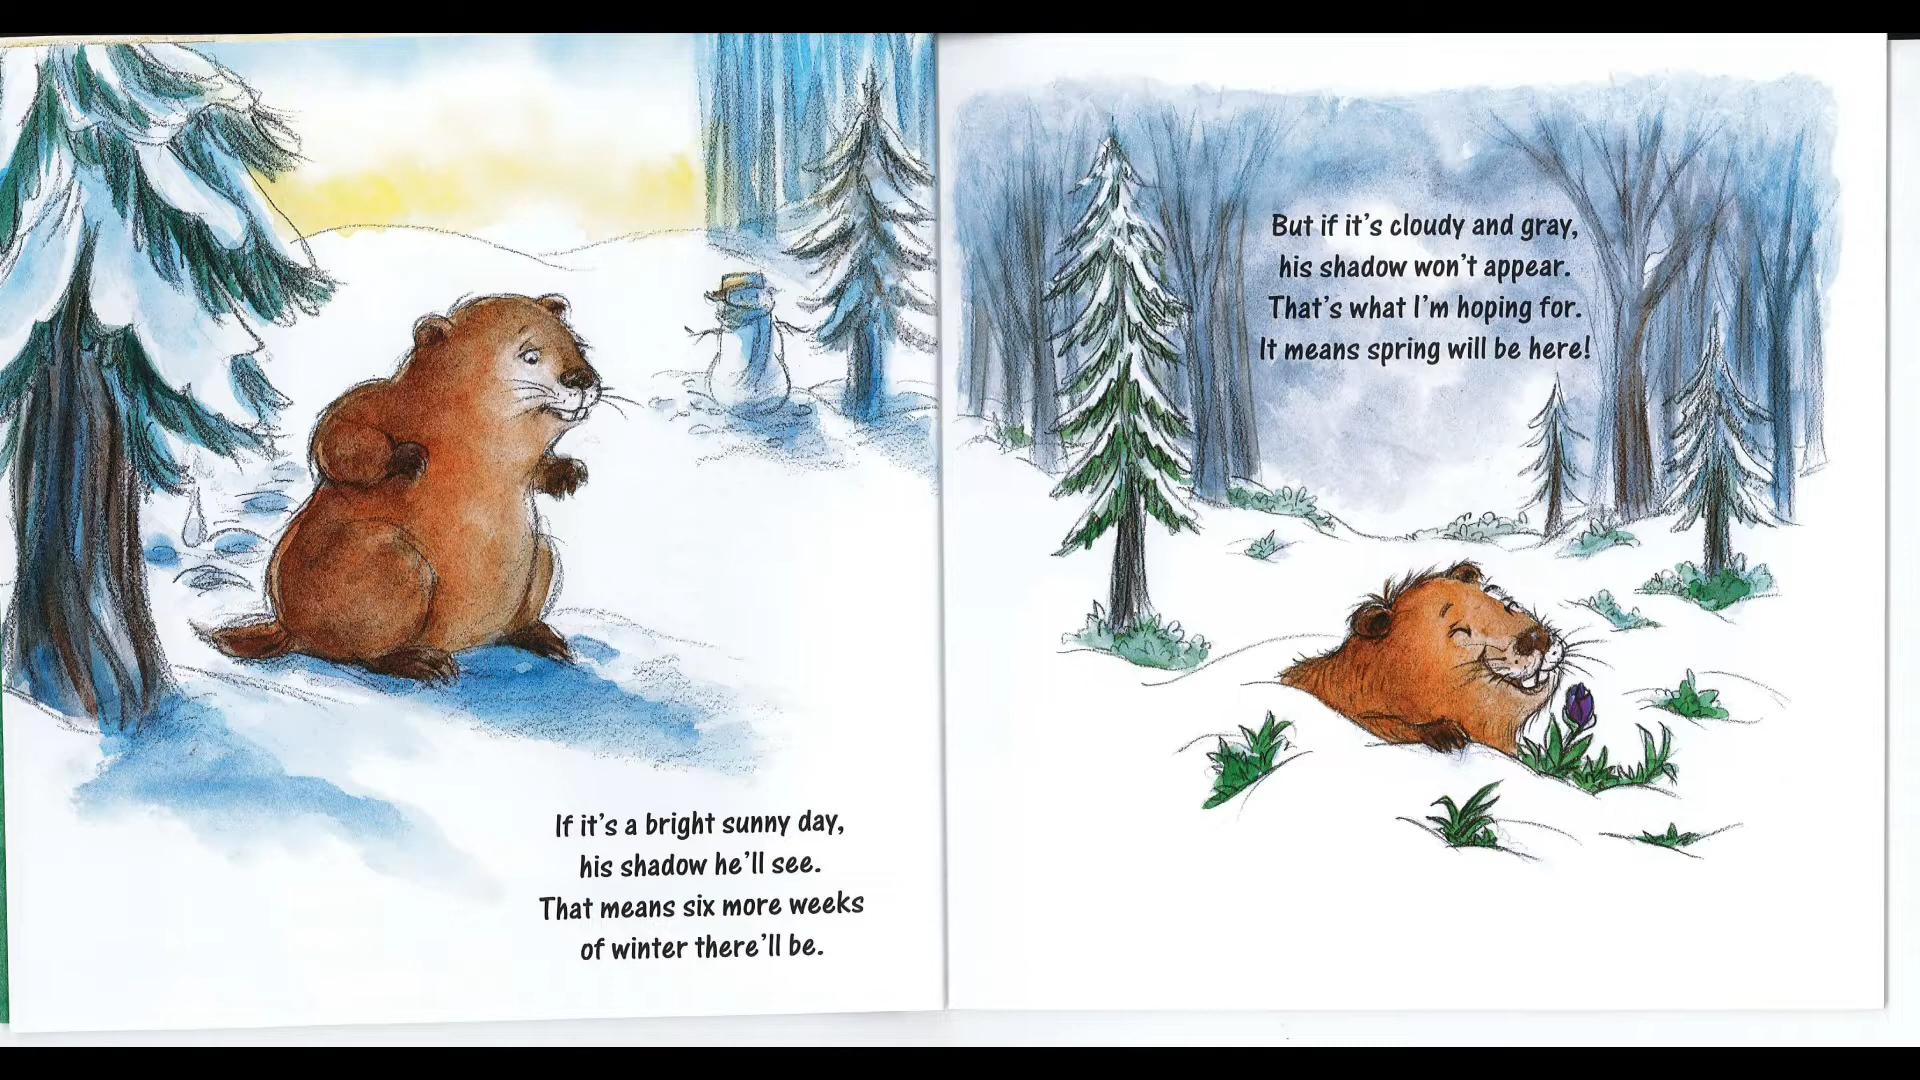 If it's a bright sunny day,
his shadow he'll see.
That means six more weeks
of winter there'll be.
But if it's cloudy and gray,
his shadow won't appear.
That's what I'm hoping for.
It means spring will be here!